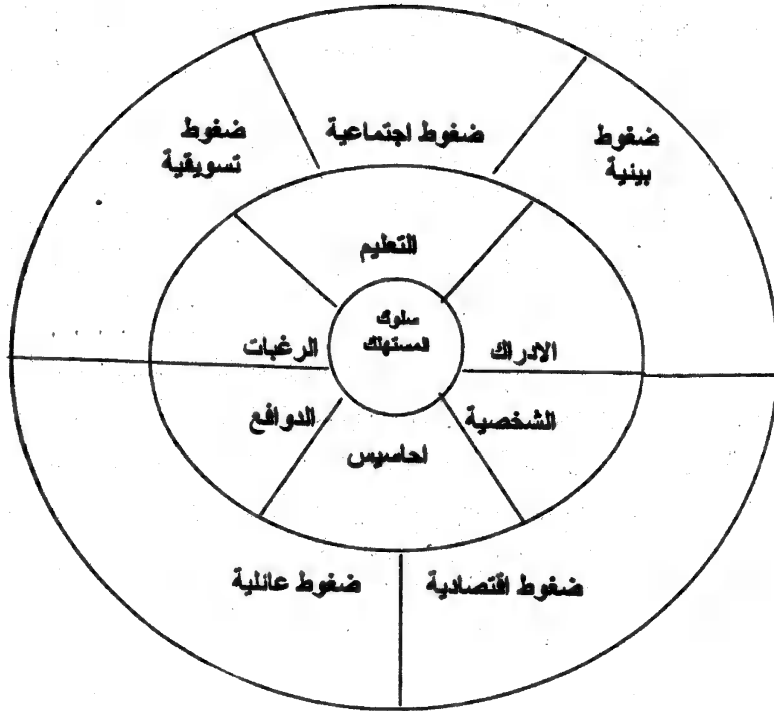 ضغوط اجتماعية
ضغوط
بيئية
ضغوط
تسويقية
التعليم
سلوك
المستهلك
الادراك
الرغبات
الشخصية
الدوافع
احاسيس
ضغوط اقتصادية
ضغوط عائلية